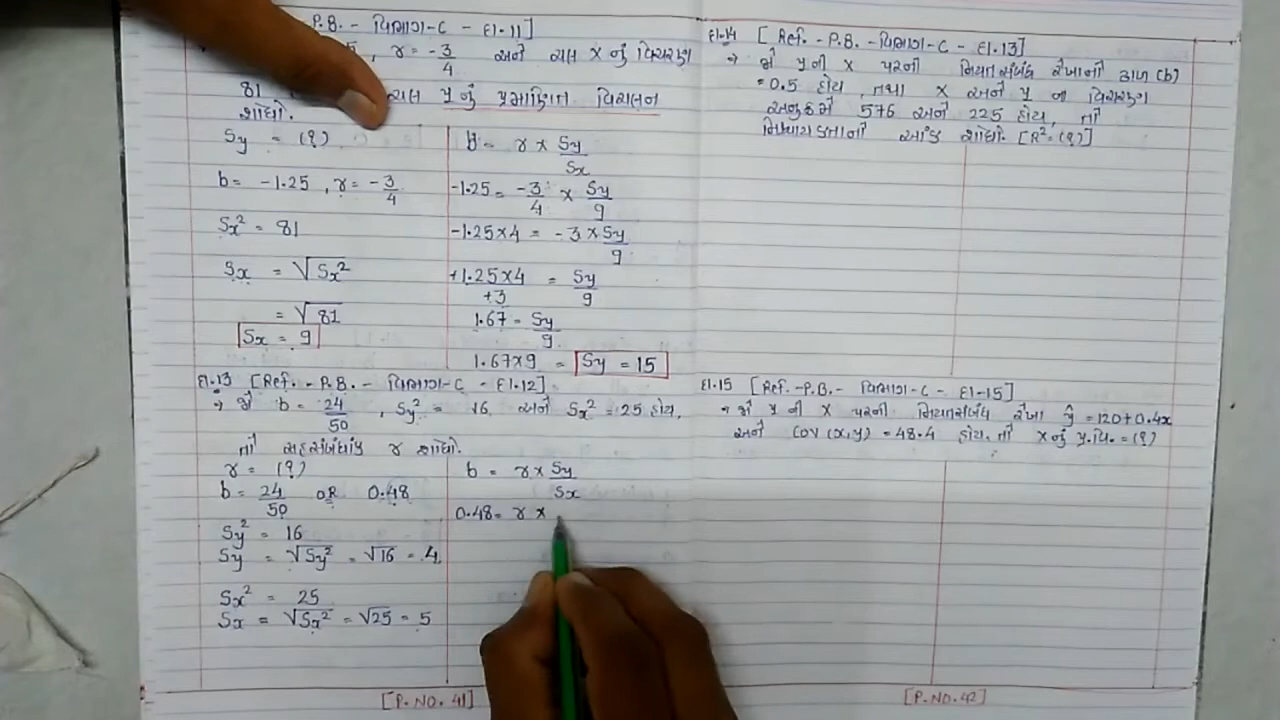 P.B. - વિભાગ-C - દા.11]
, r = -3/4 અને ચલ X નું વિચરણ
81 ચલ Y નું પ્રમાણિત વિચલન
શોધો.
Sy = (?)
b = -1.25 , r = -3/4
Sx² = 81
Sx = √Sx²
= √81
Sx = 9
b = r × Sy/Sx
-1.25 = -3/4 × Sy/9
-1.25×4 = -3 × Sy/9
+1.25×4/+3 = Sy/9
1.67 = Sy/9
1.67×9 = Sy = 15
દા.13 [Ref. - P.B. - વિભાગ-C - દા.12]
→ જો b = 24/50 , Sy² = 16 અને Sx² = 25 હોય,
તો સહસંબંધાંક r શોધો.
r = (?)
b = 24/50 OR 0.48
Sy² = 16
Sy = √Sy² = √16 = 4
Sx² = 25
Sx = √Sx² = √25 = 5
b = r × Sy/Sx
0.48 = r ×
[P.NO. 41]
દા.14 [Ref. - P.B. - વિભાગ-C - દા.13]
→ જો Y ની X પરની નિયતસંબંધ રેખાનો ઢાળ (b)
= 0.5 હોય, તથા X અને Y ના વિચરણ
અનુક્રમે 576 અને 225 હોય, તો
નિશ્ચાયકતાનો આંક શોધો. [R² = (?)]
દા.15 [Ref. - P.B. - વિભાગ-C - દા-15]
→ જો Y ની X પરની નિયતસંબંધ રેખા ŷ = 120+0.4x
અને COV (x,y) = 48.4 હોય, તો X નું પ્ર.વિ. = (?)
[P.NO. 42]